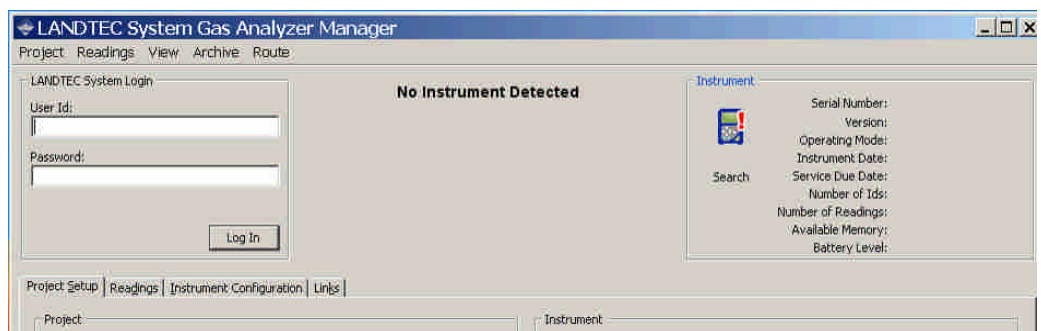 LANDTEC System Gas Analyzer Manager
Project Readings View Archive Route
LANDTEC System Login
User Id:
Password:
Log In
No Instrument Detected
Instrument
Search
Serial Number:
Version:
Operating Mode:
Instrument Date:
Service Due Date:
Number of Ids:
Number of Readings:
Available Memory:
Battery Level:
Project Setup Readings Instrument Configuration Links
Project
Instrument